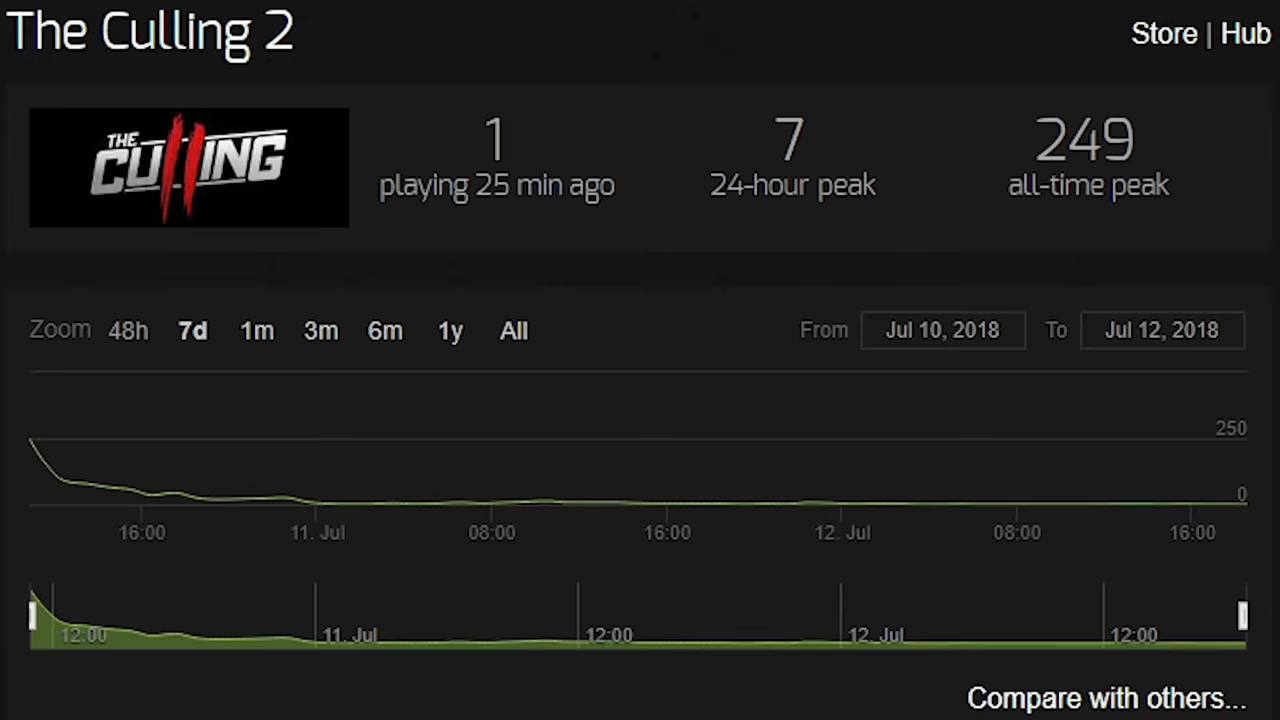 The Culling 2
Store | Hub
THE CULLING
1
playing 25 min ago
7
24-hour peak
249
all-time peak
Zoom 48h 7d 1m 3m 6m 1y All
From Jul 10, 2018 To Jul 12, 2018
250
0
16:00 11. Jul 08:00 16:00 12. Jul 08:00 16:00
12:00 11. Jul 12:00 12. Jul 12:00
Compare with others...